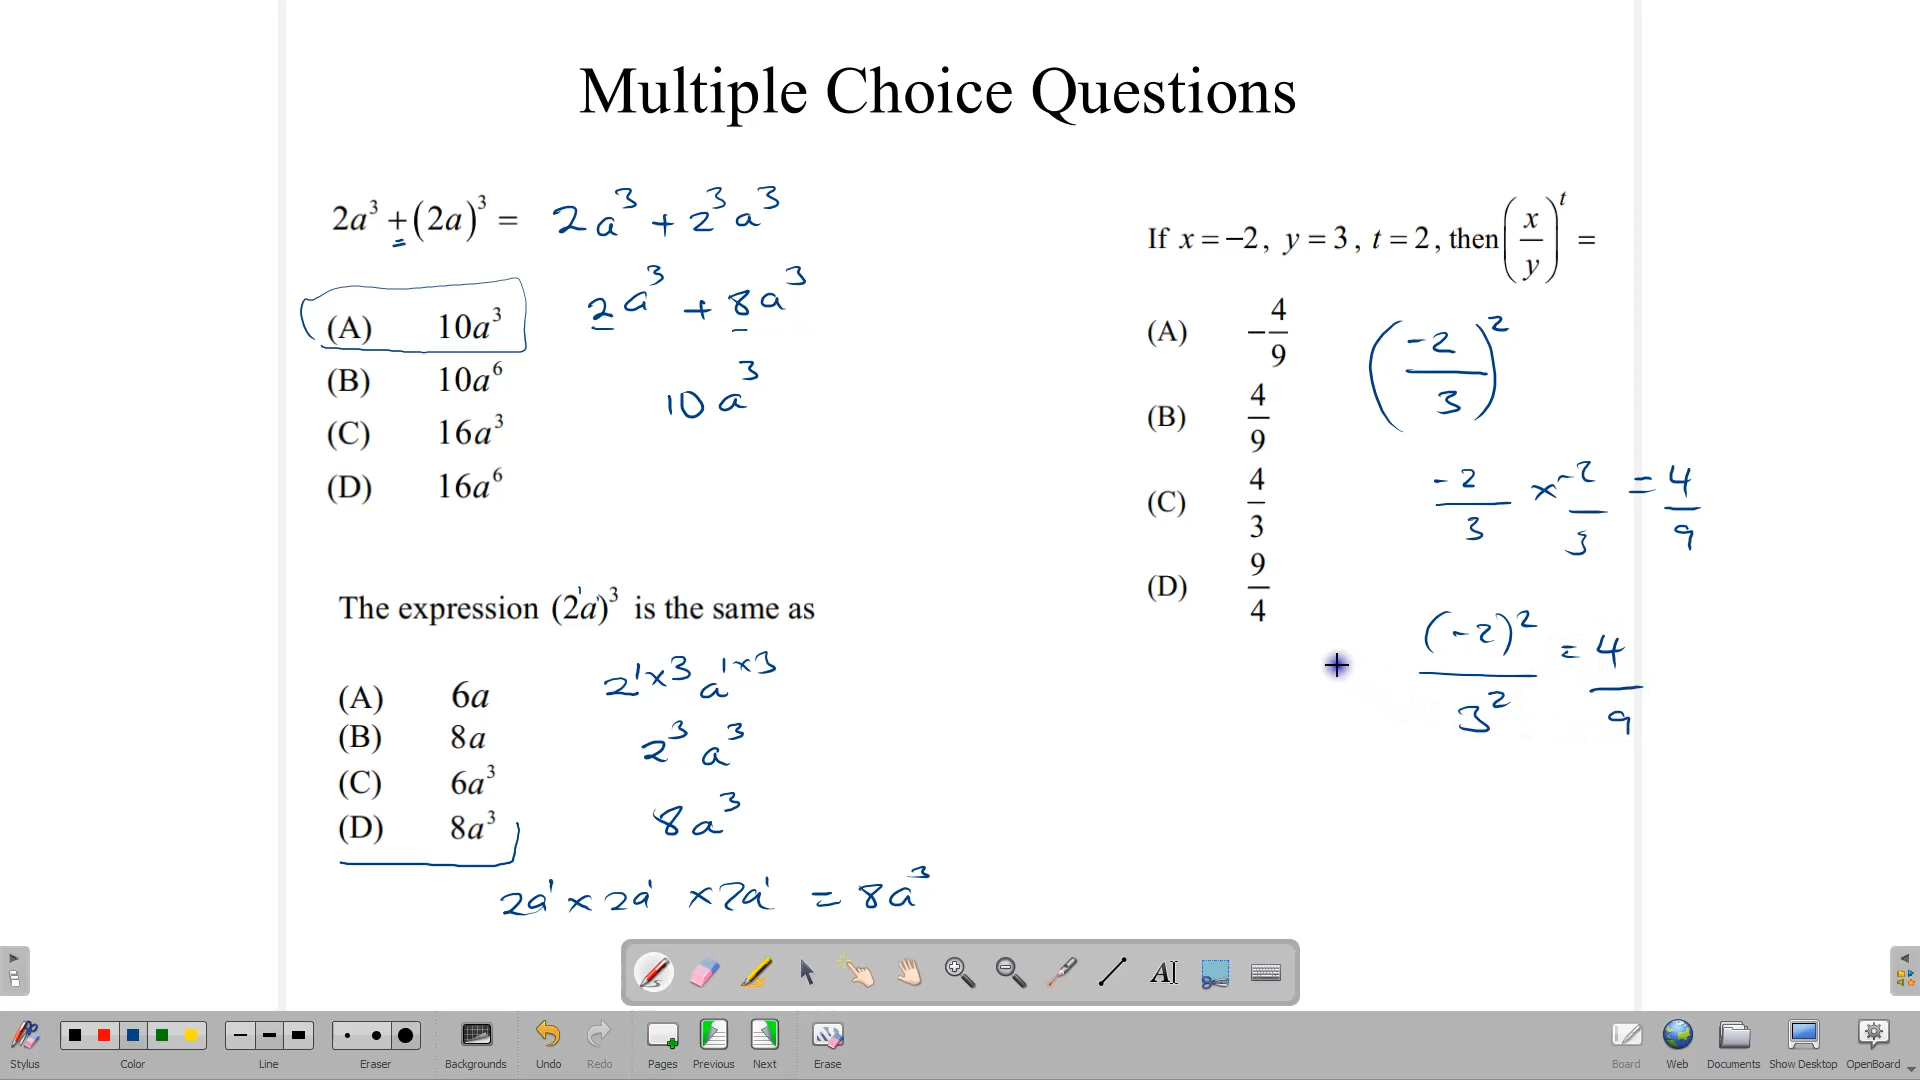 Multiple Choice Questions
2a³ + (2a)³ = 2a³ + 2³a³
2a³ + 8a³
10a³
(A) 10a³
(B) 10a⁶
(C) 16a³
(D) 16a⁶
The expression (2¹a¹)³ is the same as
(A) 6a
(B) 8a
(C) 6a³
(D) 8a³
2¹ˣ³ a¹ˣ³
2³ a³
8a³
2a¹ × 2a¹ × 2a¹ = 8a³
If x = −2, y = 3, t = 2, then (x/y)ᵗ =
(A) −4/9
(B) 4/9
(C) 4/3
(D) 9/4
(-2/3)²
-2/3 × -2/3 = 4/9
(-2)²/3² = 4/9
AI
Stylus Color Line Eraser Backgrounds Undo Redo Pages Previous Next Erase Board Web Documents Show Desktop OpenBoard